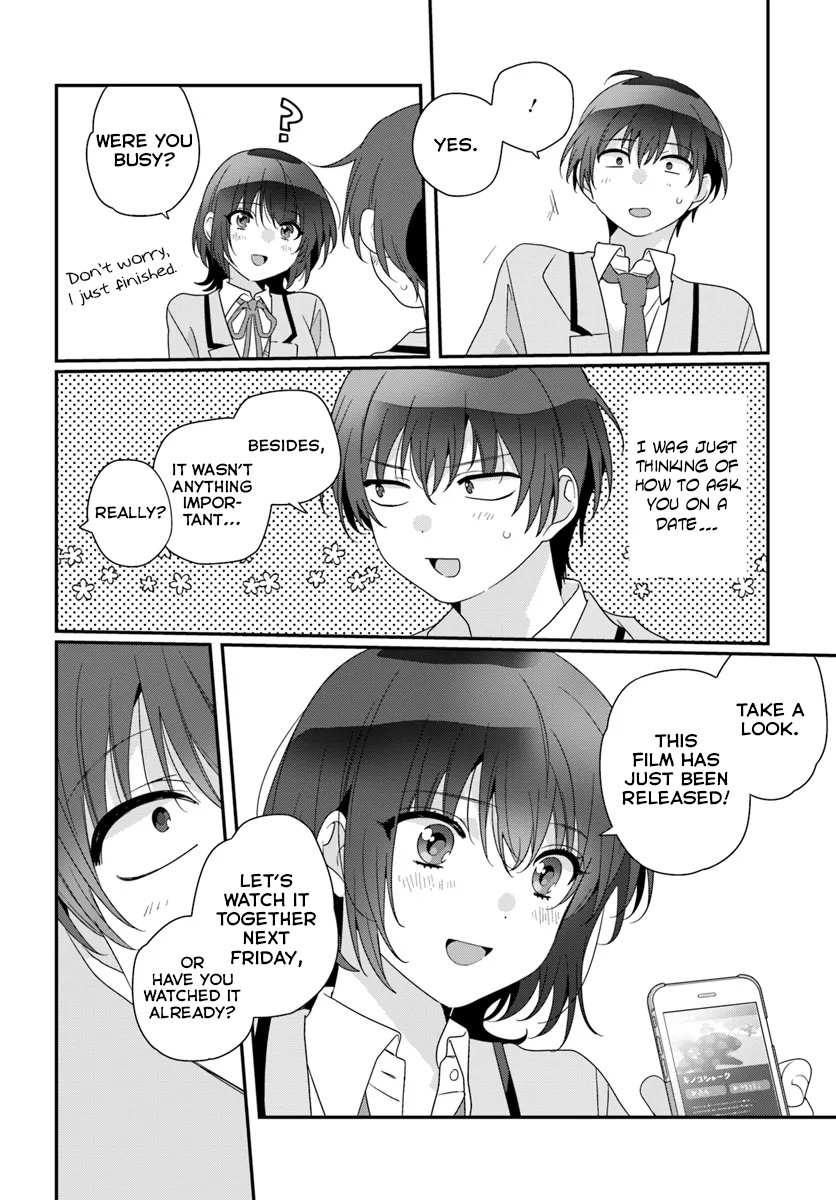 !
YES.
WERE YOU
BUSY?
?
Don't worry,
I just finished.
I WAS JUST
THINKING OF
HOW TO ASK
YOU ON A
DATE...
BESIDES,
IT WASN'T
ANYTHING
IMPOR-
TANT...
REALLY?
TAKE A
LOOK.
THIS
FILM HAS
JUST BEEN
RELEASED!
LET'S
WATCH IT
TOGETHER
NEXT
FRIDAY,
OR
HAVE YOU
WATCHED IT
ALREADY?